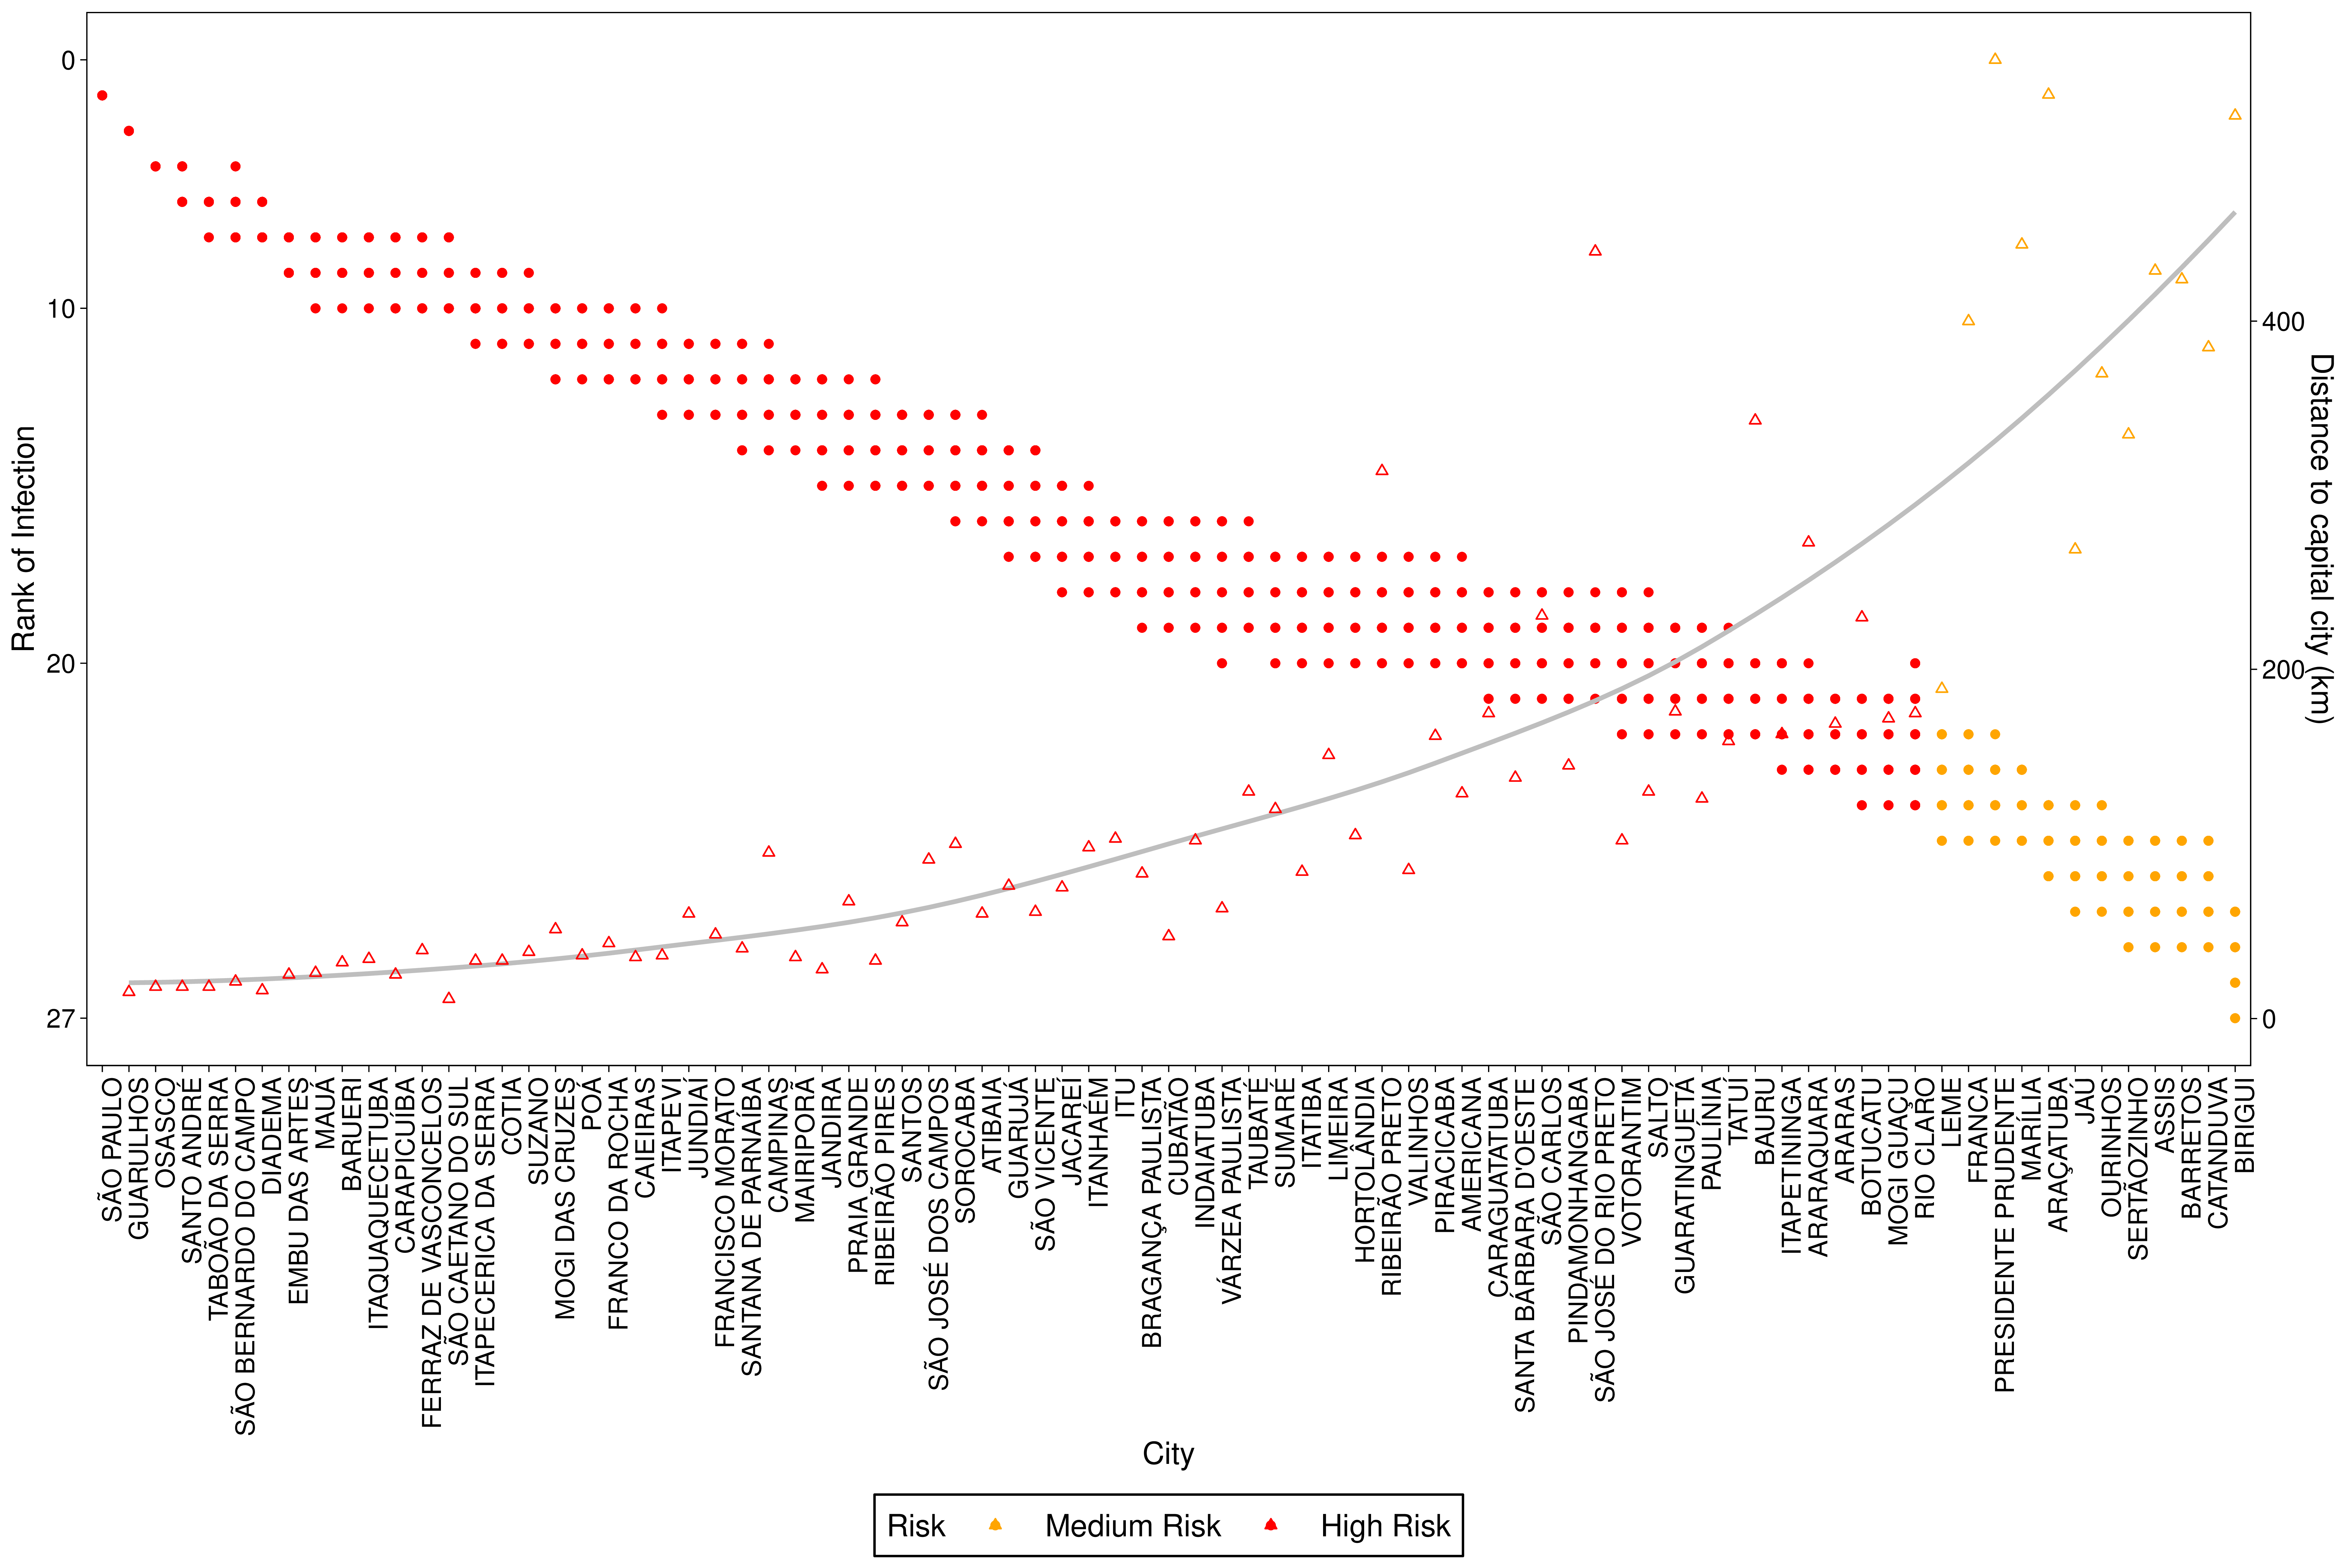 0
10
20
27
Rank of Infection
400
200
0
Distance to capital city (km)
SÃO PAULO
GUARULHOS
OSASCO
SANTO ANDRÉ
TABOÃO DA SERRA
SÃO BERNARDO DO CAMPO
DIADEMA
EMBU DAS ARTES
MAUÁ
BARUERI
ITAQUAQUECETUBA
CARAPICUÍBA
FERRAZ DE VASCONCELOS
SÃO CAETANO DO SUL
ITAPECERICA DA SERRA
COTIA
SUZANO
MOGI DAS CRUZES
POÁ
FRANCO DA ROCHA
CAIEIRAS
ITAPEVI
JUNDIAÍ
FRANCISCO MORATO
SANTANA DE PARNAÍBA
CAMPINAS
MAIRIPORÃ
JANDIRA
PRAIA GRANDE
RIBEIRÃO PIRES
SANTOS
SÃO JOSÉ DOS CAMPOS
SOROCABA
ATIBAIA
GUARUJÁ
SÃO VICENTE
JACAREÍ
ITANHAÉM
ITU
BRAGANÇA PAULISTA
CUBATÃO
INDAIATUBA
VÁRZEA PAULISTA
TAUBATÉ
SUMARÉ
ITATIBA
LIMEIRA
HORTOLÂNDIA
RIBEIRÃO PRETO
VALINHOS
PIRACICABA
AMERICANA
CARAGUATATUBA
SANTA BÁRBARA D'OESTE
SÃO CARLOS
PINDAMONHANGABA
SÃO JOSÉ DO RIO PRETO
VOTORANTIM
SALTO
GUARATINGUETÁ
PAULÍNIA
TATUÍ
BAURU
ITAPETININGA
ARARAQUARA
ARARAS
BOTUCATU
MOGI GUAÇU
RIO CLARO
LEME
FRANCA
PRESIDENTE PRUDENTE
MARÍLIA
ARAÇATUBA
JAÚ
OURINHOS
SERTÃOZINHO
ASSIS
BARRETOS
CATANDUVA
BIRIGUI
City
Risk Medium Risk High Risk